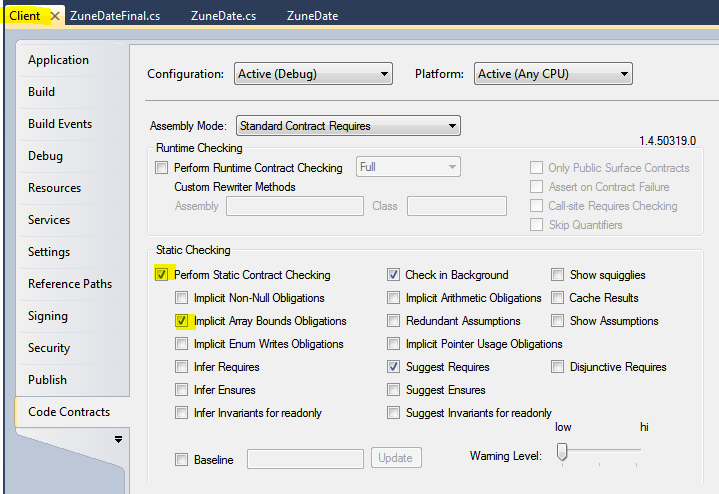 Client ZuneDateFinal.cs ZuneDate.cs ZuneDate
Application
Build
Build Events
Debug
Resources
Services
Settings
Reference Paths
Signing
Security
Publish
Code Contracts
Configuration: Active (Debug) Platform: Active (Any CPU)
Assembly Mode: Standard Contract Requires
1.4.50319.0
Runtime Checking
Perform Runtime Contract Checking Full Only Public Surface Contracts
Custom Rewriter Methods Assert on Contract Failure
Assembly Class Call-site Requires Checking
Skip Quantifiers
Static Checking
Perform Static Contract Checking Check in Background Show squigglies
Implicit Non-Null Obligations Implicit Arithmetic Obligations Cache Results
Implicit Array Bounds Obligations Redundant Assumptions Show Assumptions
Implicit Enum Writes Obligations Implicit Pointer Usage Obligations
Infer Requires Suggest Requires Disjunctive Requires
Infer Ensures Suggest Ensures
Infer Invariants for readonly Suggest Invariants for readonly
low hi
Baseline Update Warning Level: